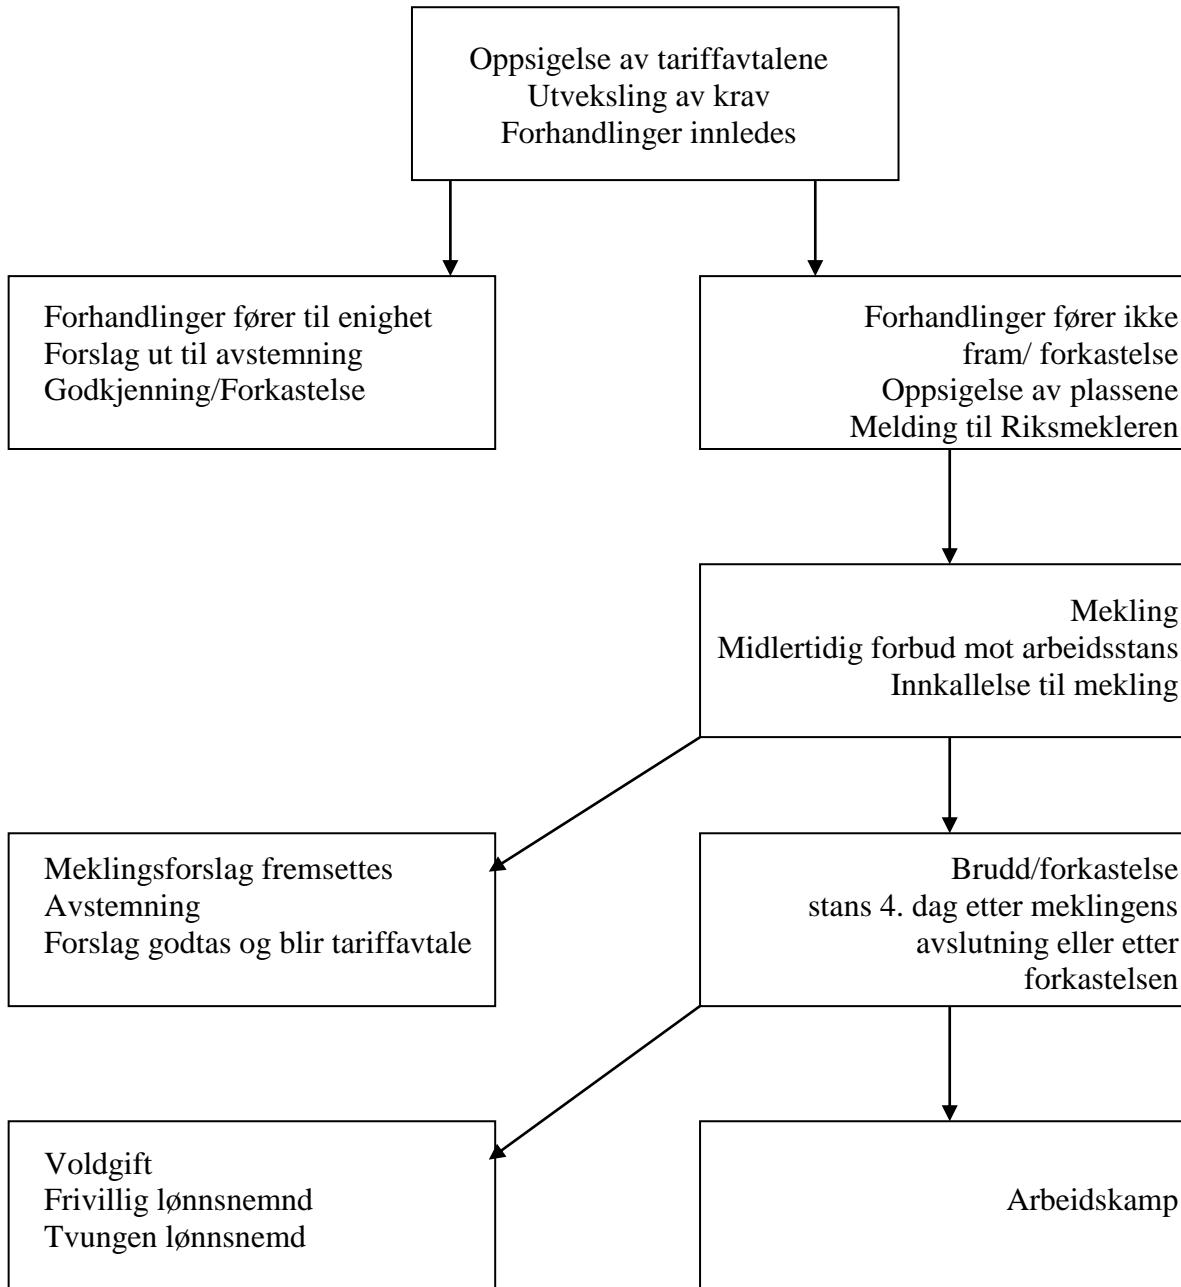 Oppsigelse av tariffavtalene
Utveksling av krav
Forhandlinger innledes
Forhandlinger fører til enighet
Forslag ut til avstemning
Godkjenning/Forkastelse
Forhandlinger fører ikke
fram/ forkastelse
Oppsigelse av plassene
Melding til Riksmekleren
Mekling
Midlertidig forbud mot arbeidsstans
Innkallelse til mekling
Meklingsforslag fremsettes
Avstemning
Forslag godtas og blir tariffavtale
Brudd/forkastelse
stans 4. dag etter meklingens
avslutning eller etter
forkastelsen
Voldgift
Frivillig lønnsnemnd
Tvungen lønnsnemd
Arbeidskamp